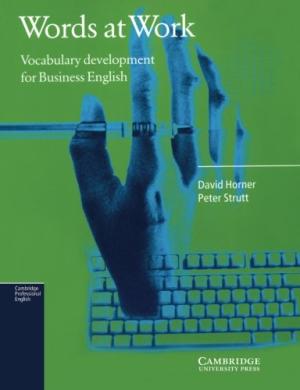 Words at Work
Vocabulary development
for Business English
David Horner
Peter Strutt
Cambridge
Professional
English
CAMBRIDGE
UNIVERSITY PRESS